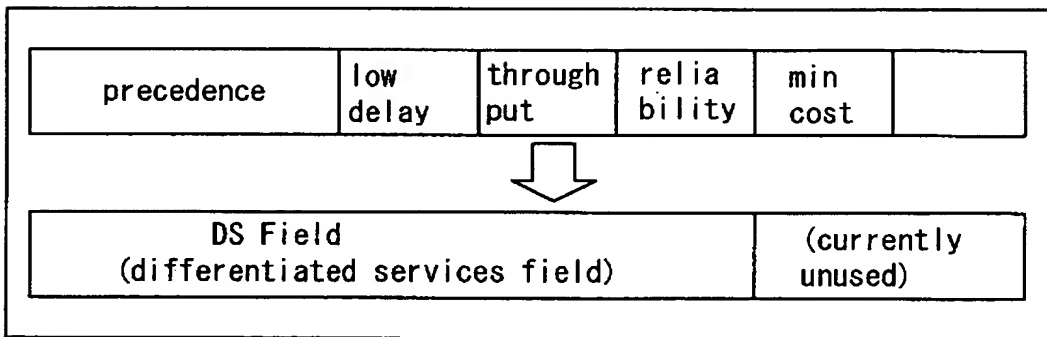 precedence
low
delay
through
put
relia
bility
min
cost
DS Field
(differentiated services field)
(currently
unused)